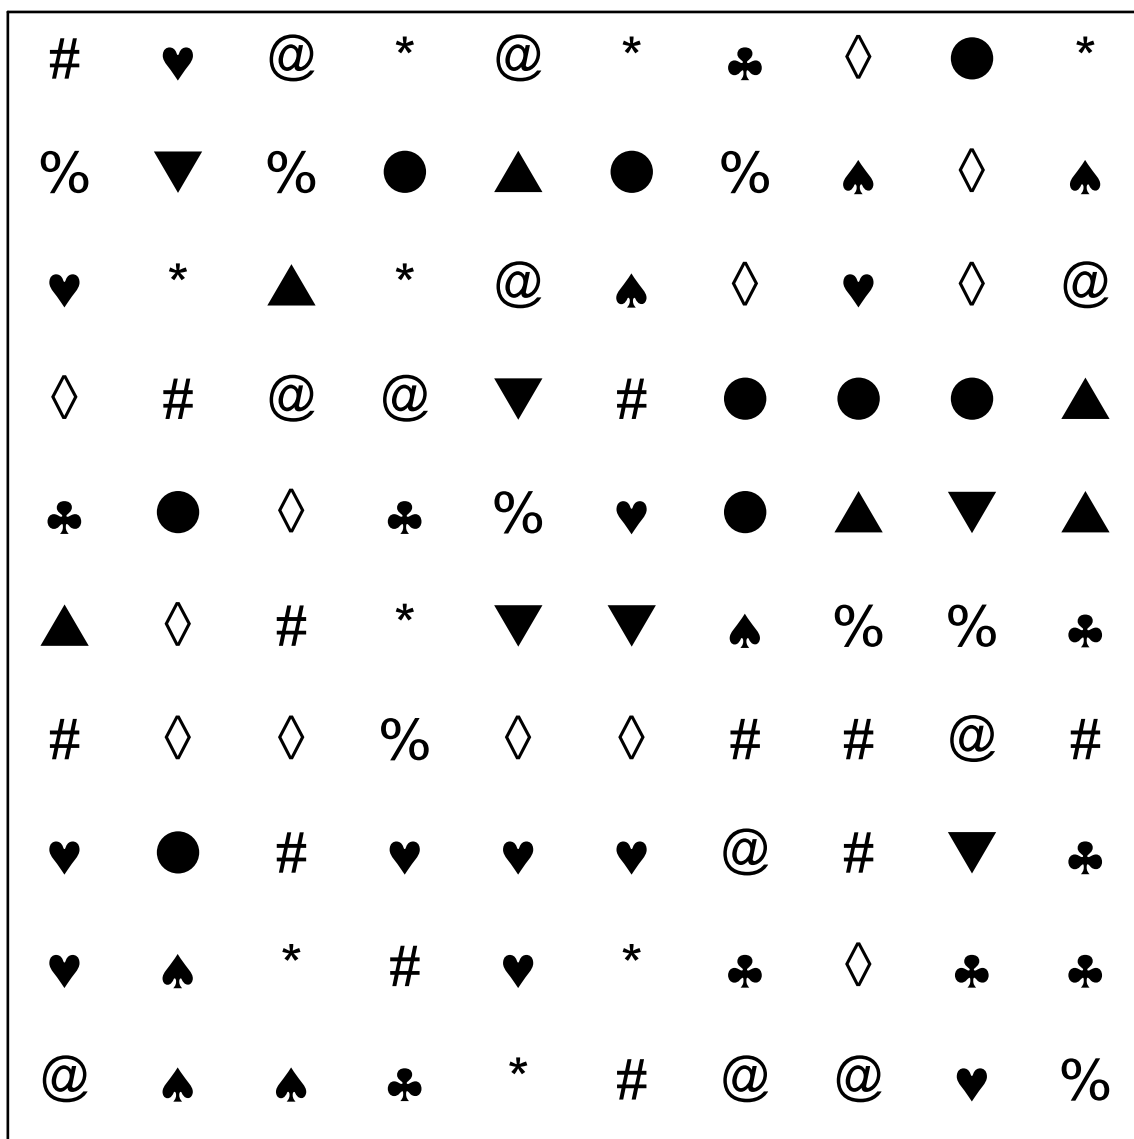 # ♥ @ * @ * ♣ ◊ ● *
% ▼ % ● ▲ ● % ♠ ◊ ♠
♥ * ▲ * @ ♠ ◊ ♥ ◊ @
◊ # @ @ ▼ # ● ● ● ▲
♣ ● ◊ ♣ % ♥ ● ▲ ▼ ▲
▲ ◊ # * ▼ ▼ ♠ % % ♣
# ◊ ◊ % ◊ ◊ # # @ #
♥ ● # ♥ ♥ ♥ @ # ▼ ♣
♥ ♠ * # ♥ * ♣ ◊ ♣ ♣
@ ♠ ♠ ♣ * # @ @ ♥ %